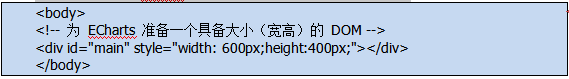 <body>
<!-- 为 ECharts 准备一个具备大小（宽高）的 DOM -->
<div id="main" style="width: 600px;height:400px;"></div>
</body>